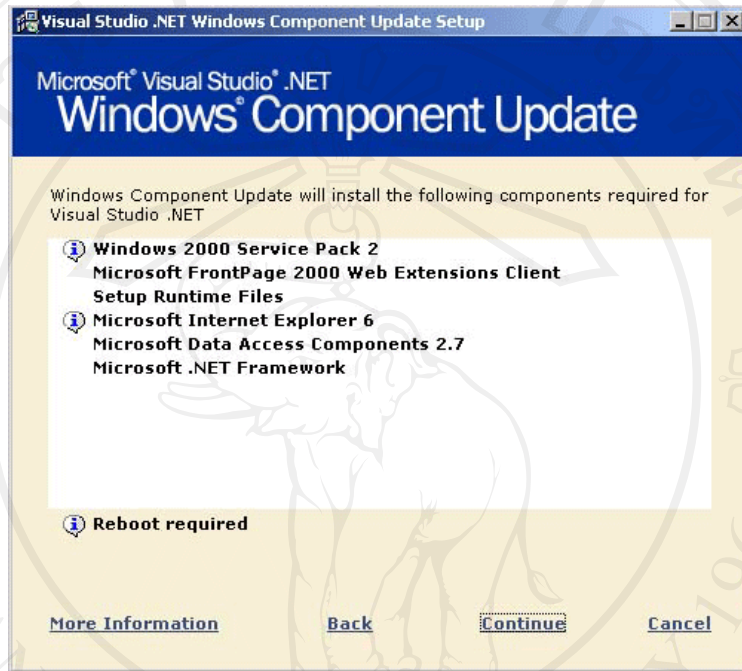 Visual Studio .NET Windows Component Update Setup
Microsoft® Visual Studio® .NET
Windows® Component Update
Windows Component Update will install the following components required for
Visual Studio .NET
Windows 2000 Service Pack 2
Microsoft FrontPage 2000 Web Extensions Client
Setup Runtime Files
Microsoft Internet Explorer 6
Microsoft Data Access Components 2.7
Microsoft .NET Framework
Reboot required
More Information Back Continue Cancel